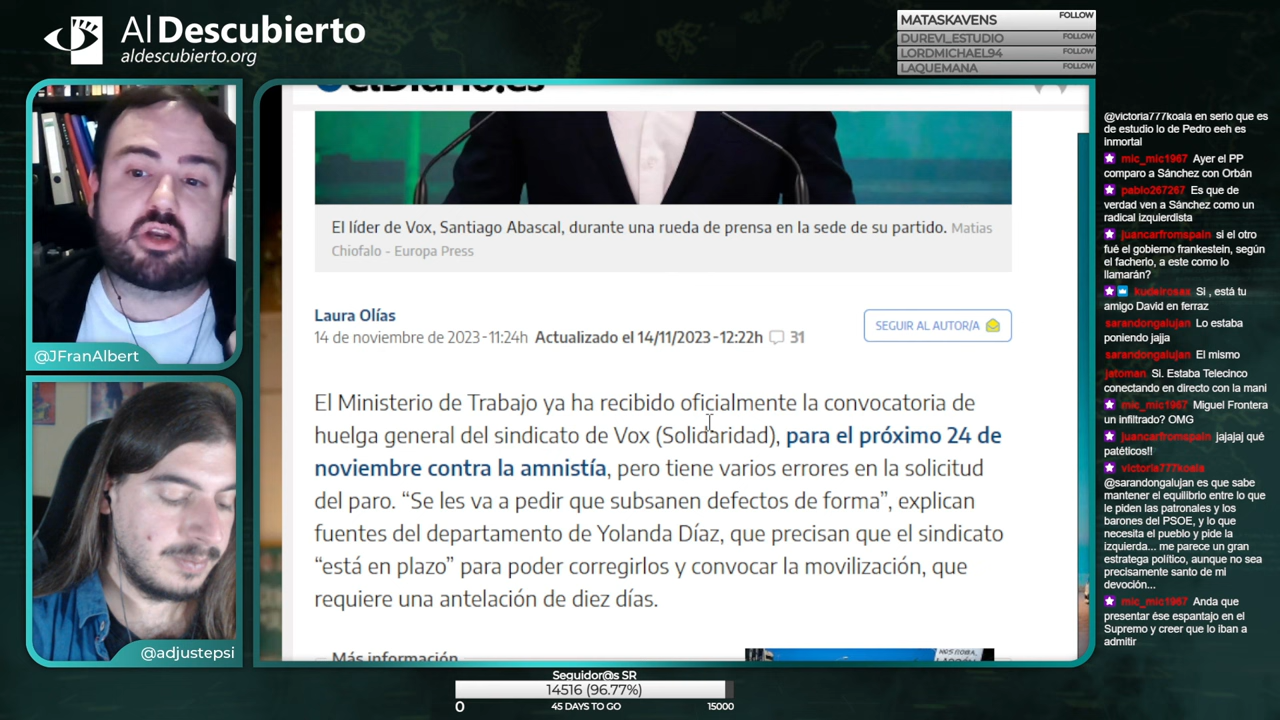 Al Descubierto
aldescubierto.org
MATASKAVENS FOLLOW
DUREVI_ESTUDIO FOLLOW
LORDMICHAEL94 FOLLOW
LAQUEMANA FOLLOW
@JFranAlbert
@adjustepsi
elDiario.es
El líder de Vox, Santiago Abascal, durante una rueda de prensa en la sede de su partido. Matias
Chiofalo - Europa Press
Laura Olías
14 de noviembre de 2023-11:24h Actualizado el 14/11/2023-12:22h 31
SEGUIR AL AUTOR/A
El Ministerio de Trabajo ya ha recibido oficialmente la convocatoria de
huelga general del sindicato de Vox (Solidaridad), para el próximo 24 de
noviembre contra la amnistía, pero tiene varios errores en la solicitud
del paro. “Se les va a pedir que subsanen defectos de forma”, explican
fuentes del departamento de Yolanda Díaz, que precisan que el sindicato
“está en plazo” para poder corregirlos y convocar la movilización, que
requiere una antelación de diez días.
Más información
@victoria777koala en serio que es
de estudio lo de Pedro eeh es
inmortal
mic_mic1967 Ayer el PP
comparo a Sánchez con Orbán
pablo267267 Es que de
verdad ven a Sánchez como un
radical izquierdista
juancarfromspain si el otro
fué el gobierno frankestein, según
el facherío, a este como lo
llamarán?
kudeirosax Si , está tu
amigo David en ferraz
sarandongalujan Lo estaba
poniendo jajja
sarandongalujan El mismo
jatoman Si. Estaba Telecinco
conectando en directo con la mani
mic_mic1967 Miguel Frontera
un infiltrado? OMG
juancarfromspain jajajaj qué
patéticos!!
victoria777koala
@sarandongalujan es que sabe
mantener el equilibrio entre lo que
le piden las patronales y los
barones del PSOE, y lo que
necesita el pueblo y pide la
izquierda... me parece un gran
estratega político, aunque no sea
precisamente santo de mi
devoción...
mic_mic1967 Anda que
presentar ése espantajo en el
Supremo y creer que lo iban a
admitir
Seguidor@s SR
14516 (96.77%)
0 45 DAYS TO GO 15000